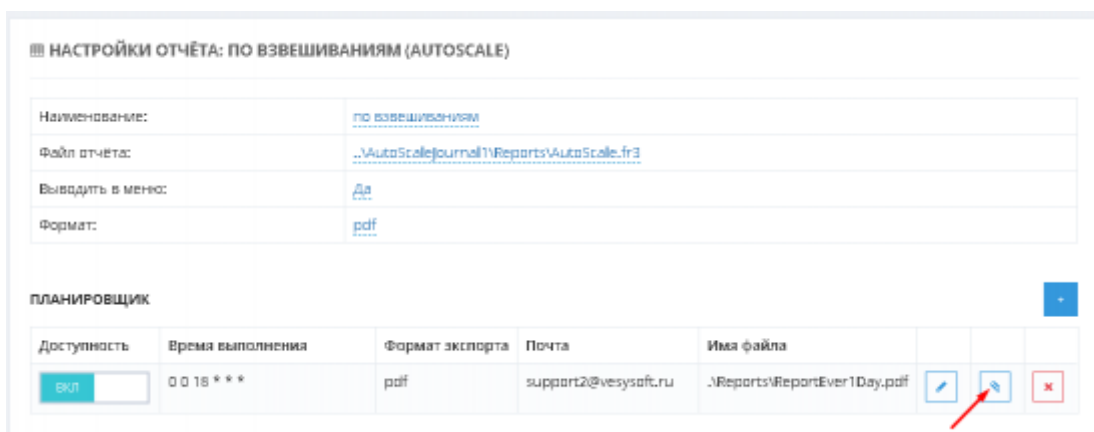 НАСТРОЙКИ ОТЧЁТА: ПО ВЗВЕШИВАНИЯМ (AUTOSCALE)
Наименование: по взвешиваниям
Файл отчёта: ..\AutoScaleJournal1\Reports\AutoScale.fr3
Выводить в меню: Да
Формат: pdf
ПЛАНИРОВЩИК +
Доступность Время выполнения Формат экспорта Почта Имя файла
ВКЛ 0 0 18 * * * pdf support2@vesysoft.ru .\Reports\ReportEver1Day.pdf